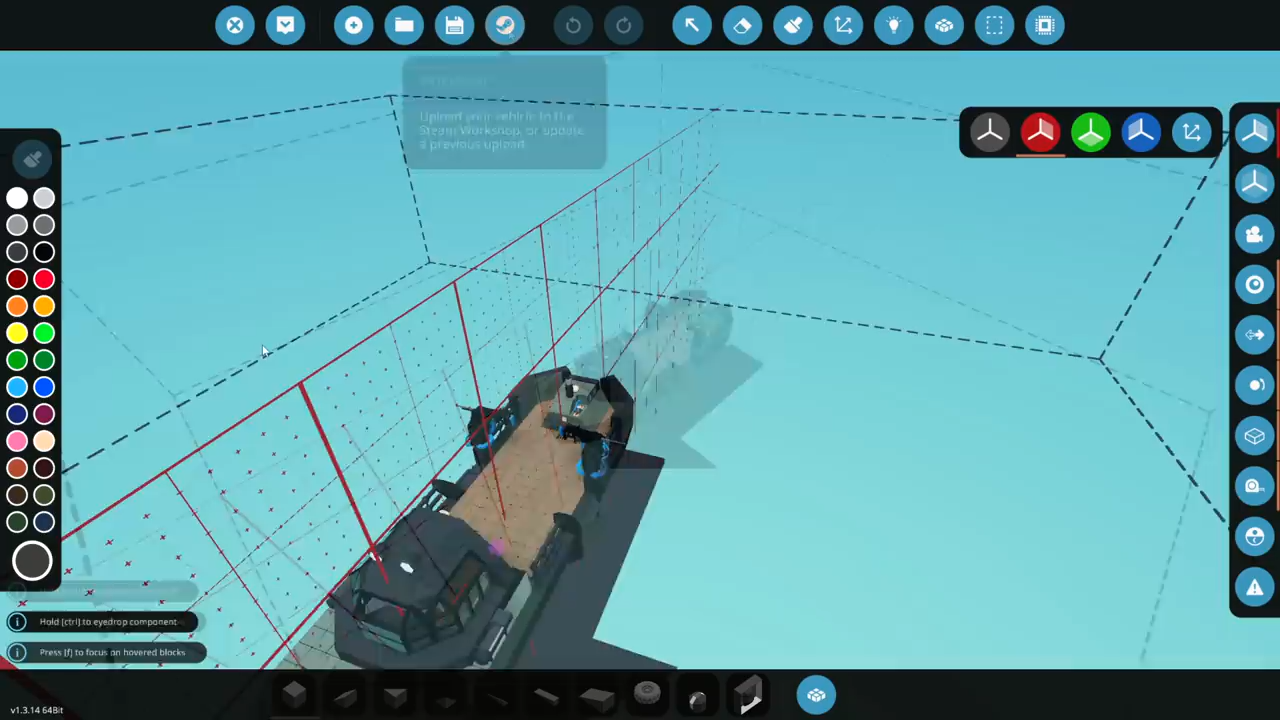 Upload your vehicle to the
Steam Workshop, or update
a previous upload
Hold [ctrl] to eyedrop component
Press [f] to focus on hovered blocks
v1.3.14 64Bit